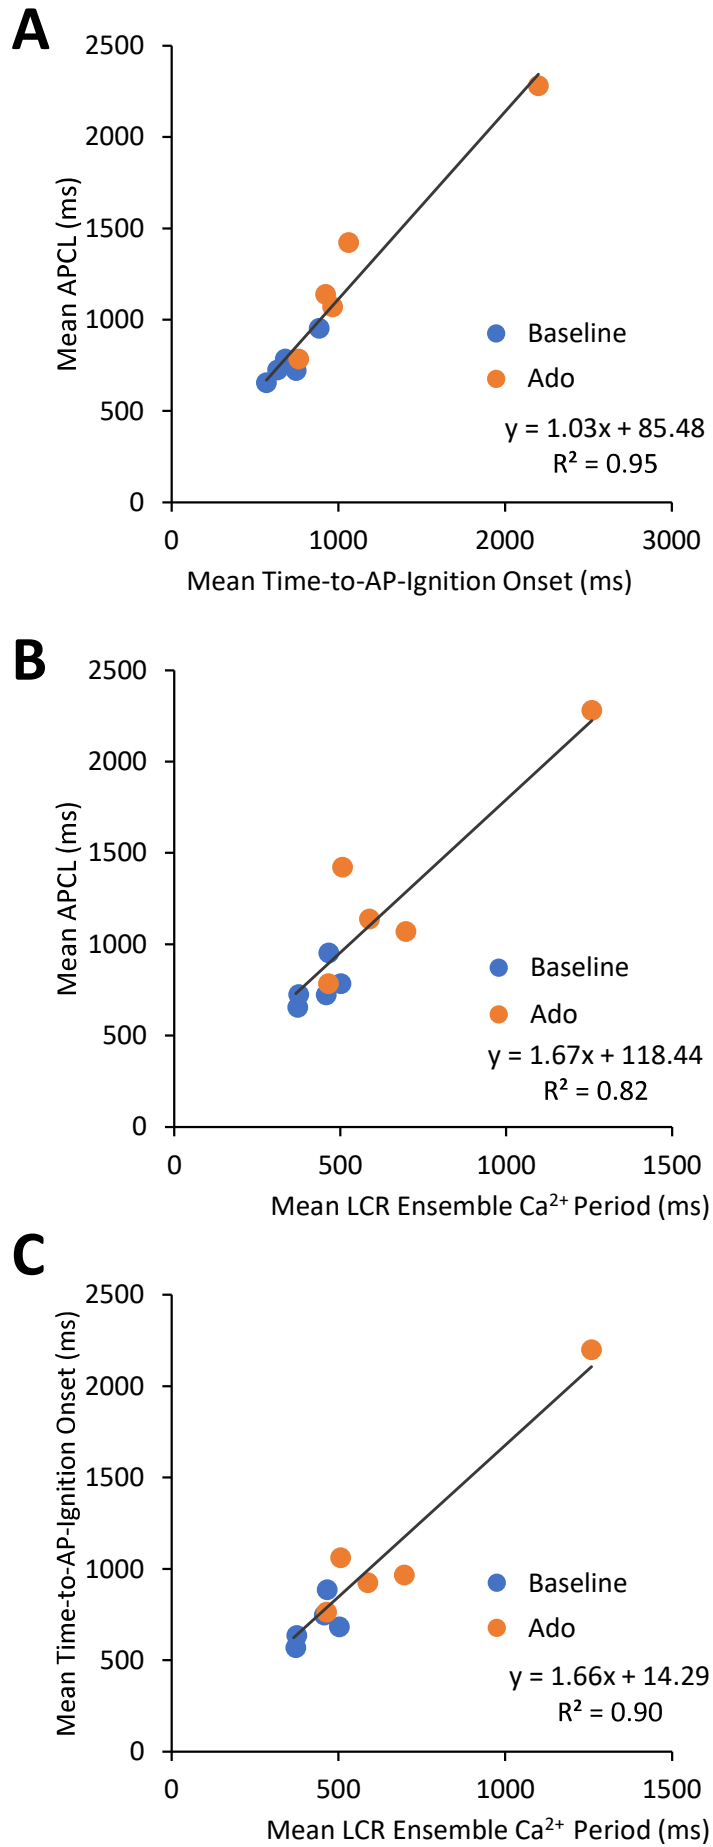 A
2500
2000
1500
1000
500
0
Mean APCL (ms)
Baseline
Ado
y = 1.03x + 85.48
R² = 0.95
0 1000 2000 3000
Mean Time-to-AP-Ignition Onset (ms)
B
2500
2000
1500
1000
500
0
Mean APCL (ms)
Baseline
Ado
y = 1.67x + 118.44
R² = 0.82
0 500 1000 1500
Mean LCR Ensemble Ca²⁺ Period (ms)
C
2500
2000
1500
1000
500
0
Mean Time-to-AP-Ignition Onset (ms)
Baseline
Ado
y = 1.66x + 14.29
R² = 0.90
0 500 1000 1500
Mean LCR Ensemble Ca²⁺ Period (ms)